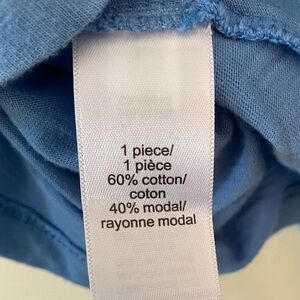 1 piece/
1 pièce
60% cotton/
coton
40% modal/
rayonne modal